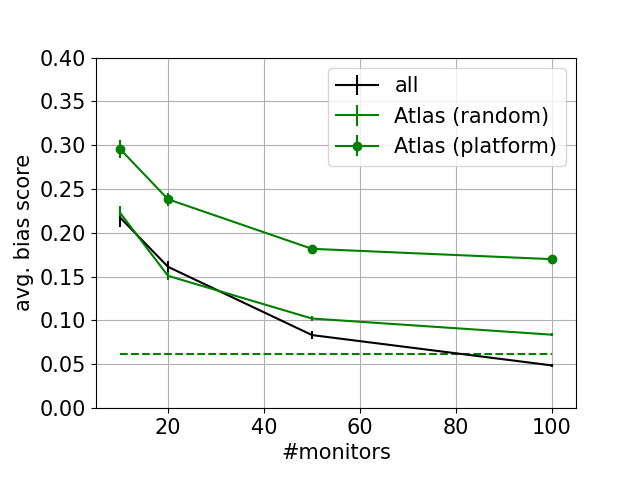 0.40
0.35
0.30
0.25
0.20
0.15
0.10
0.05
0.00
avg. bias score
all
Atlas (random)
Atlas (platform)
20 40 60 80 100
#monitors